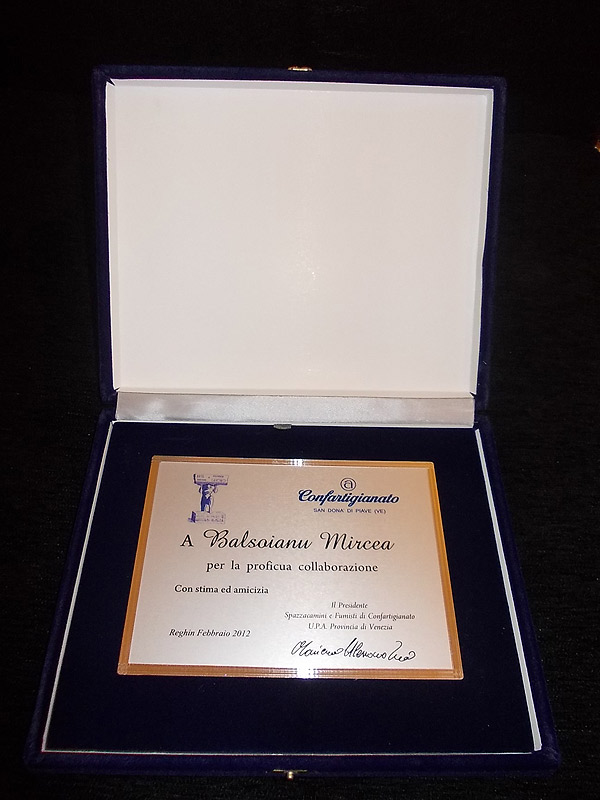 a
Confartigianato
SAN DONA' DI PIAVE (VE)
A Balsoianu Mircea
per la proficua collaborazione
Con stima ed amicizia
Il Presidente
Spazzacamini e Fumisti di Confartigianato
U.P.A. Provincia di Venezia
Reghin Febbraio 2012